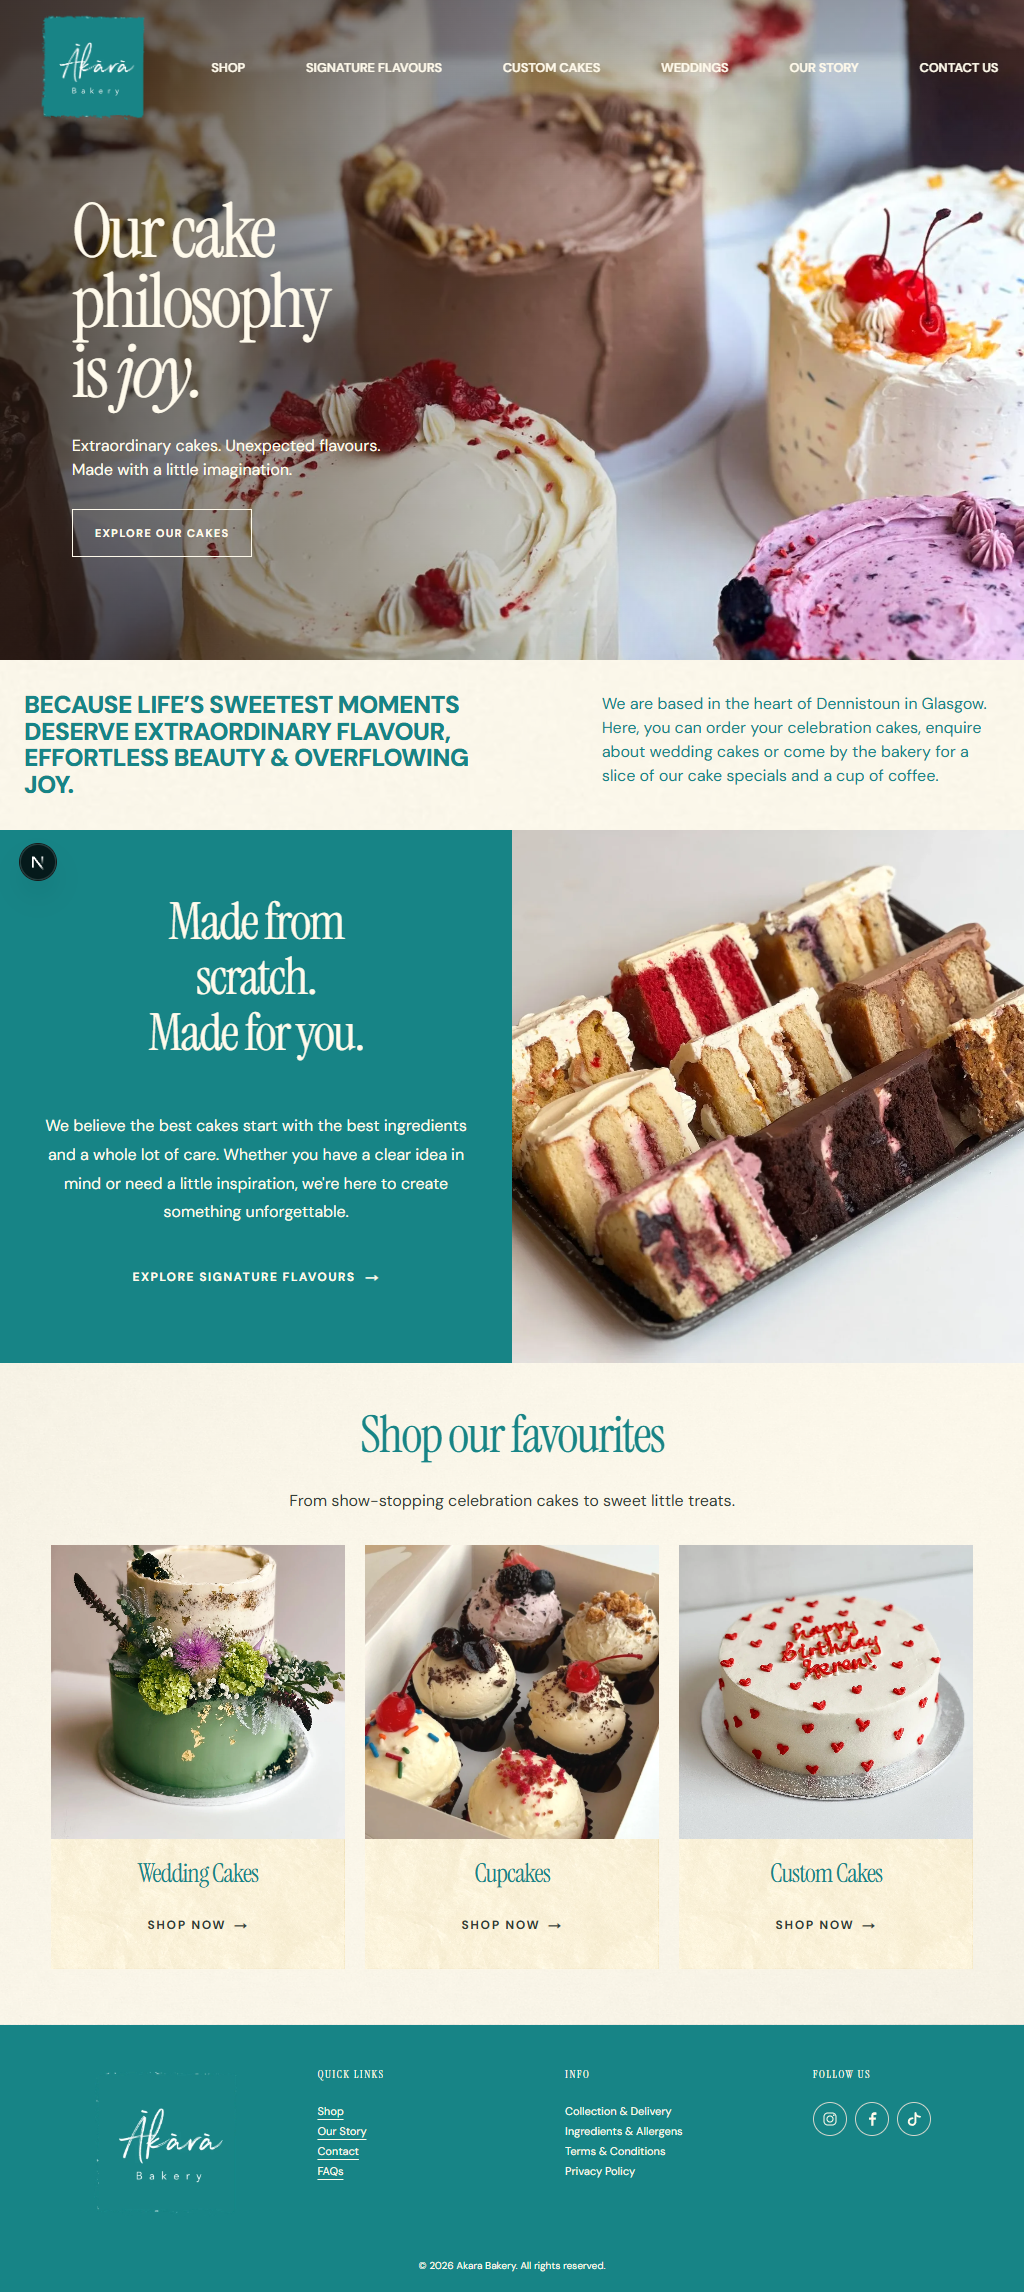 Àkàrà
Bakery
SHOP
SIGNATURE FLAVOURS
CUSTOM CAKES
WEDDINGS
OUR STORY
CONTACT US
Our cake
philosophy
is joy.
Extraordinary cakes. Unexpected flavours.
Made with a little imagination.
EXPLORE OUR CAKES
BECAUSE LIFE’S SWEETEST MOMENTS
DESERVE EXTRAORDINARY FLAVOUR,
EFFORTLESS BEAUTY & OVERFLOWING
JOY.
We are based in the heart of Dennistoun in Glasgow.
Here, you can order your celebration cakes, enquire
about wedding cakes or come by the bakery for a
slice of our cake specials and a cup of coffee.
N
Made from
scratch.
Made for you.
We believe the best cakes start with the best ingredients
and a whole lot of care. Whether you have a clear idea in
mind or need a little inspiration, we're here to create
something unforgettable.
EXPLORE SIGNATURE FLAVOURS →
Shop our favourites
From show-stopping celebration cakes to sweet little treats.
happy
birthday
Wedding Cakes
SHOP NOW →
Cupcakes
SHOP NOW →
Custom Cakes
SHOP NOW →
Àkàrà
Bakery
QUICK LINKS
Shop
Our Story
Contact
FAQs
INFO
Collection & Delivery
Ingredients & Allergens
Terms & Conditions
Privacy Policy
FOLLOW US
© 2026 Akara Bakery. All rights reserved.